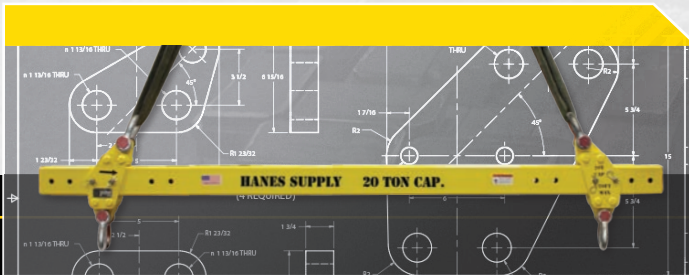 n 1 13/16 THRU
THRU
n 1 13/16 THRU
45°
3 1/2
6 15/16
R2
1 7/16
5 3/4
R2
45°
R1 23/32
1 23/32
15
HANES SUPPLY 20 TON CAP.
(4 REQUIRED)
6
5 3/4
5
1 3/4
R1 23/32
2 1/2
n 1 13/16 THRU
n 1 13/16 THRU
R2